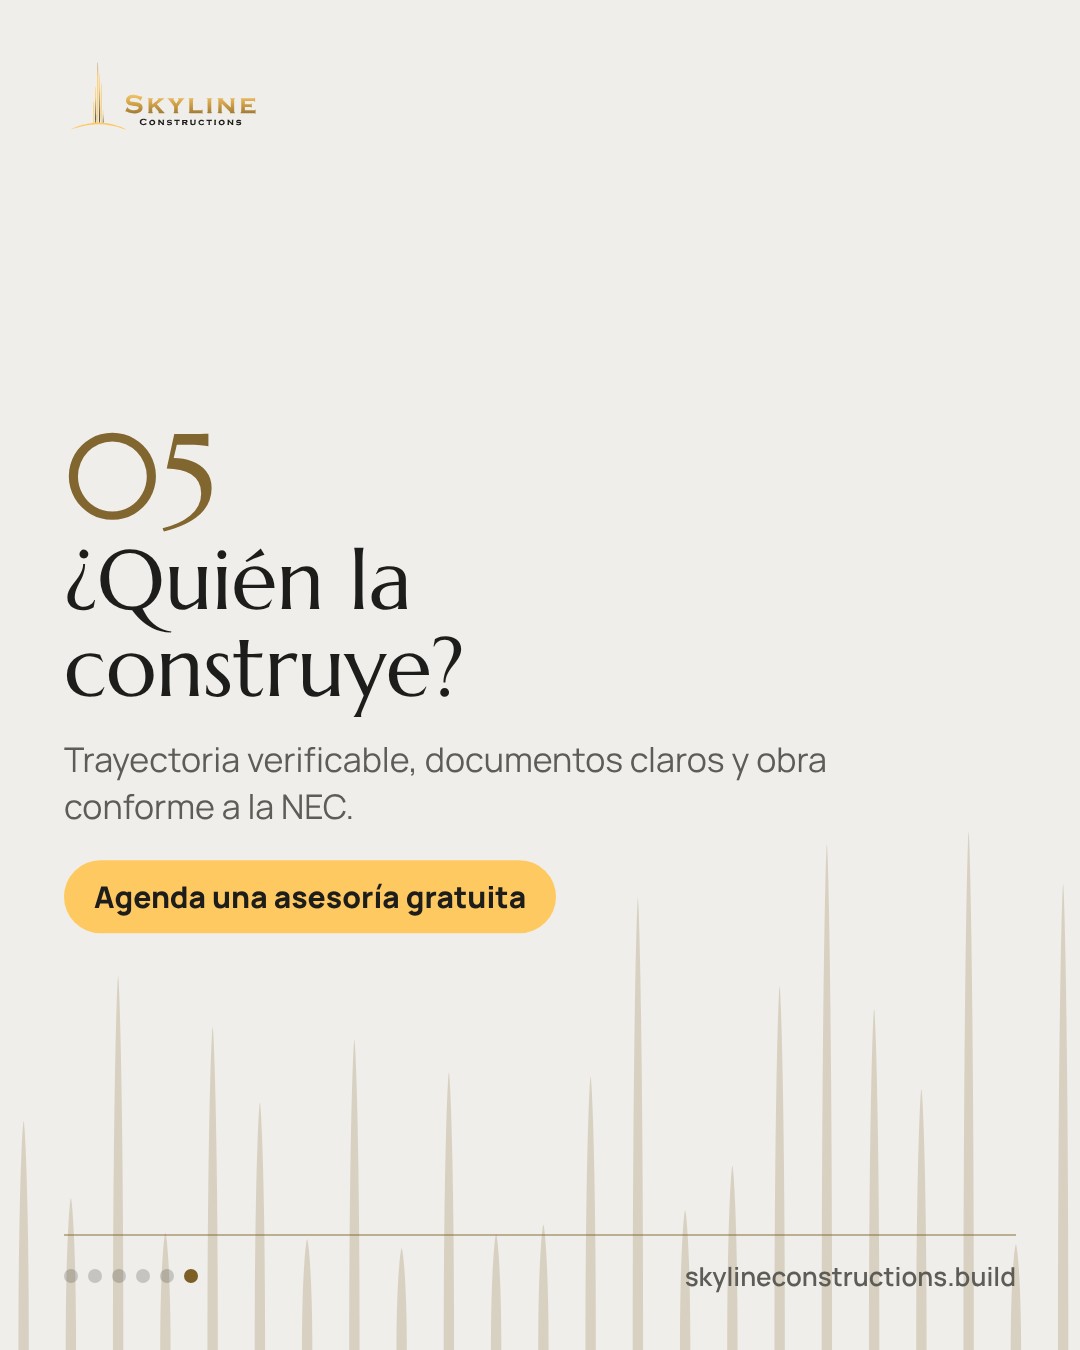 SKYLINE
CONSTRUCTIONS
05
¿Quién la
construye?
Trayectoria verificable, documentos claros y obra
conforme a la NEC.
Agenda una asesoría gratuita
skylineconstructions.build